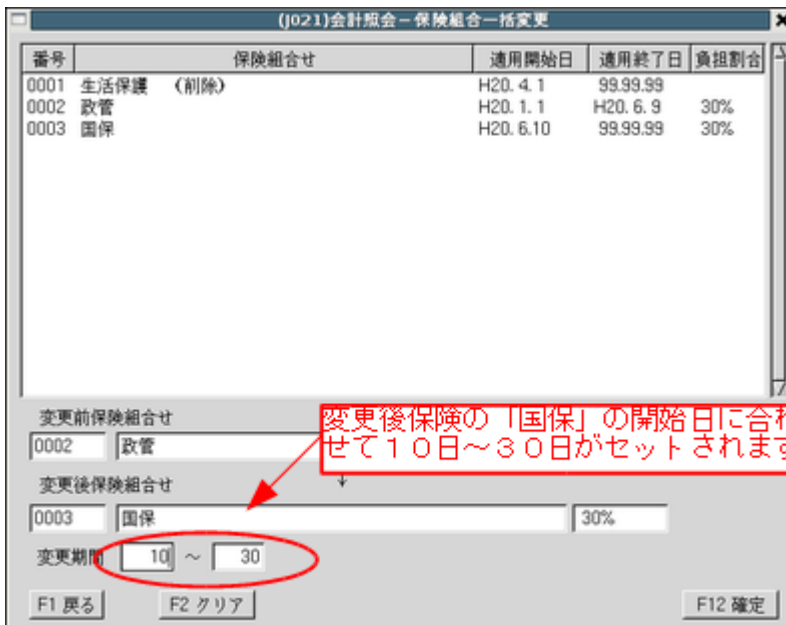 (J021)会計照会－保険組合一括変更
番号 保険組合せ 適用開始日 適用終了日 負担割合
0001 生活保護 (削除) H20. 4. 1 99.99.99
0002 政管 H20. 1. 1 H20. 6. 9 30%
0003 国保 H20. 6.10 99.99.99 30%
変更前保険組合せ
0002 政管
変更後保険の「国保」の開始日に合わ
せて１０日～３０日がセットされます
変更後保険組合せ ↓
0003 国保 30%
変更期間 10 ～ 30
F1 戻る F2 クリア F12 確定